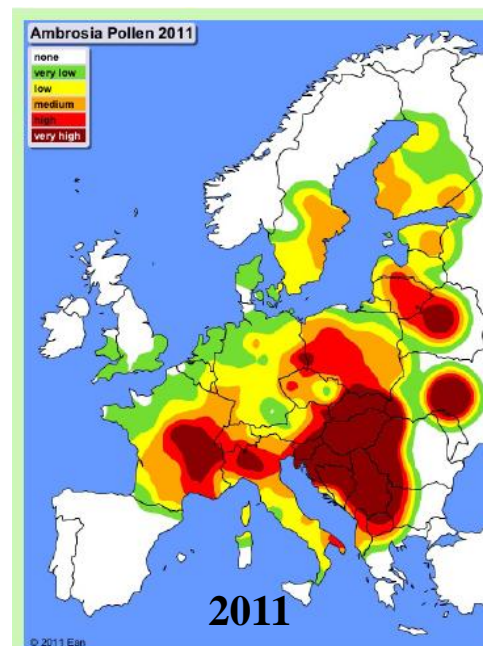 Ambrosia Pollen 2011
none
very low
low
medium
high
very high
2011
© 2011 Ean